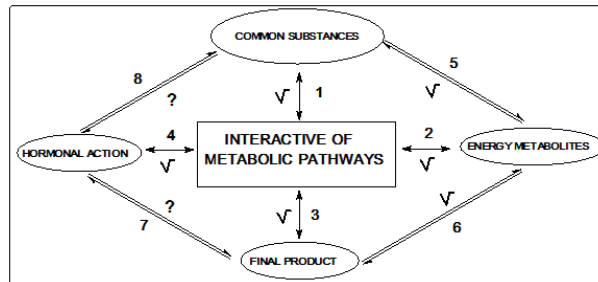 COMMON SUBSTANCES
8
5
?
√ 1
√
4
INTERACTIVE OF
METABOLIC PATHWAYS
2
HORMONAL ACTION
√
√
ENERGY METABOLITES
?
√ 3
√
7
6
FINAL PRODUCT